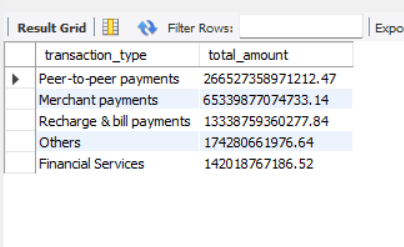 Result Grid Filter Rows: Expo
transaction_type total_amount
Peer-to-peer payments 266527358971212.47
Merchant payments 65339877074733.14
Recharge & bill payments 13338759360277.84
Others 174280661976.64
Financial Services 142018767186.52